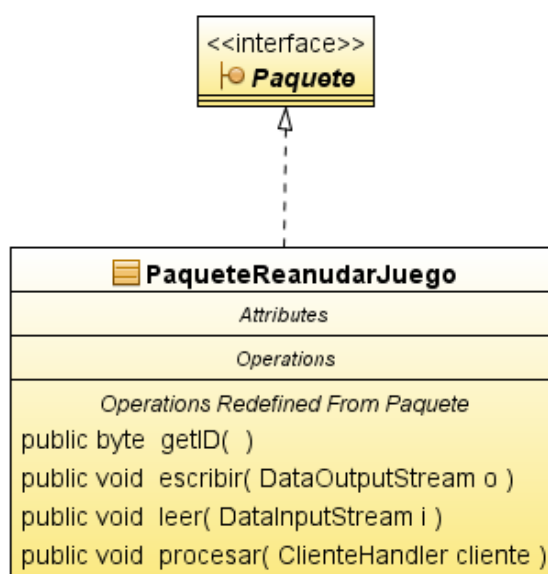 <<interface>>
Paquete
PaqueteReanudarJuego
Attributes
Operations
Operations Redefined From Paquete
public byte getID( )
public void escribir( DataOutputStream o )
public void leer( DataInputStream i )
public void procesar( ClienteHandler cliente )